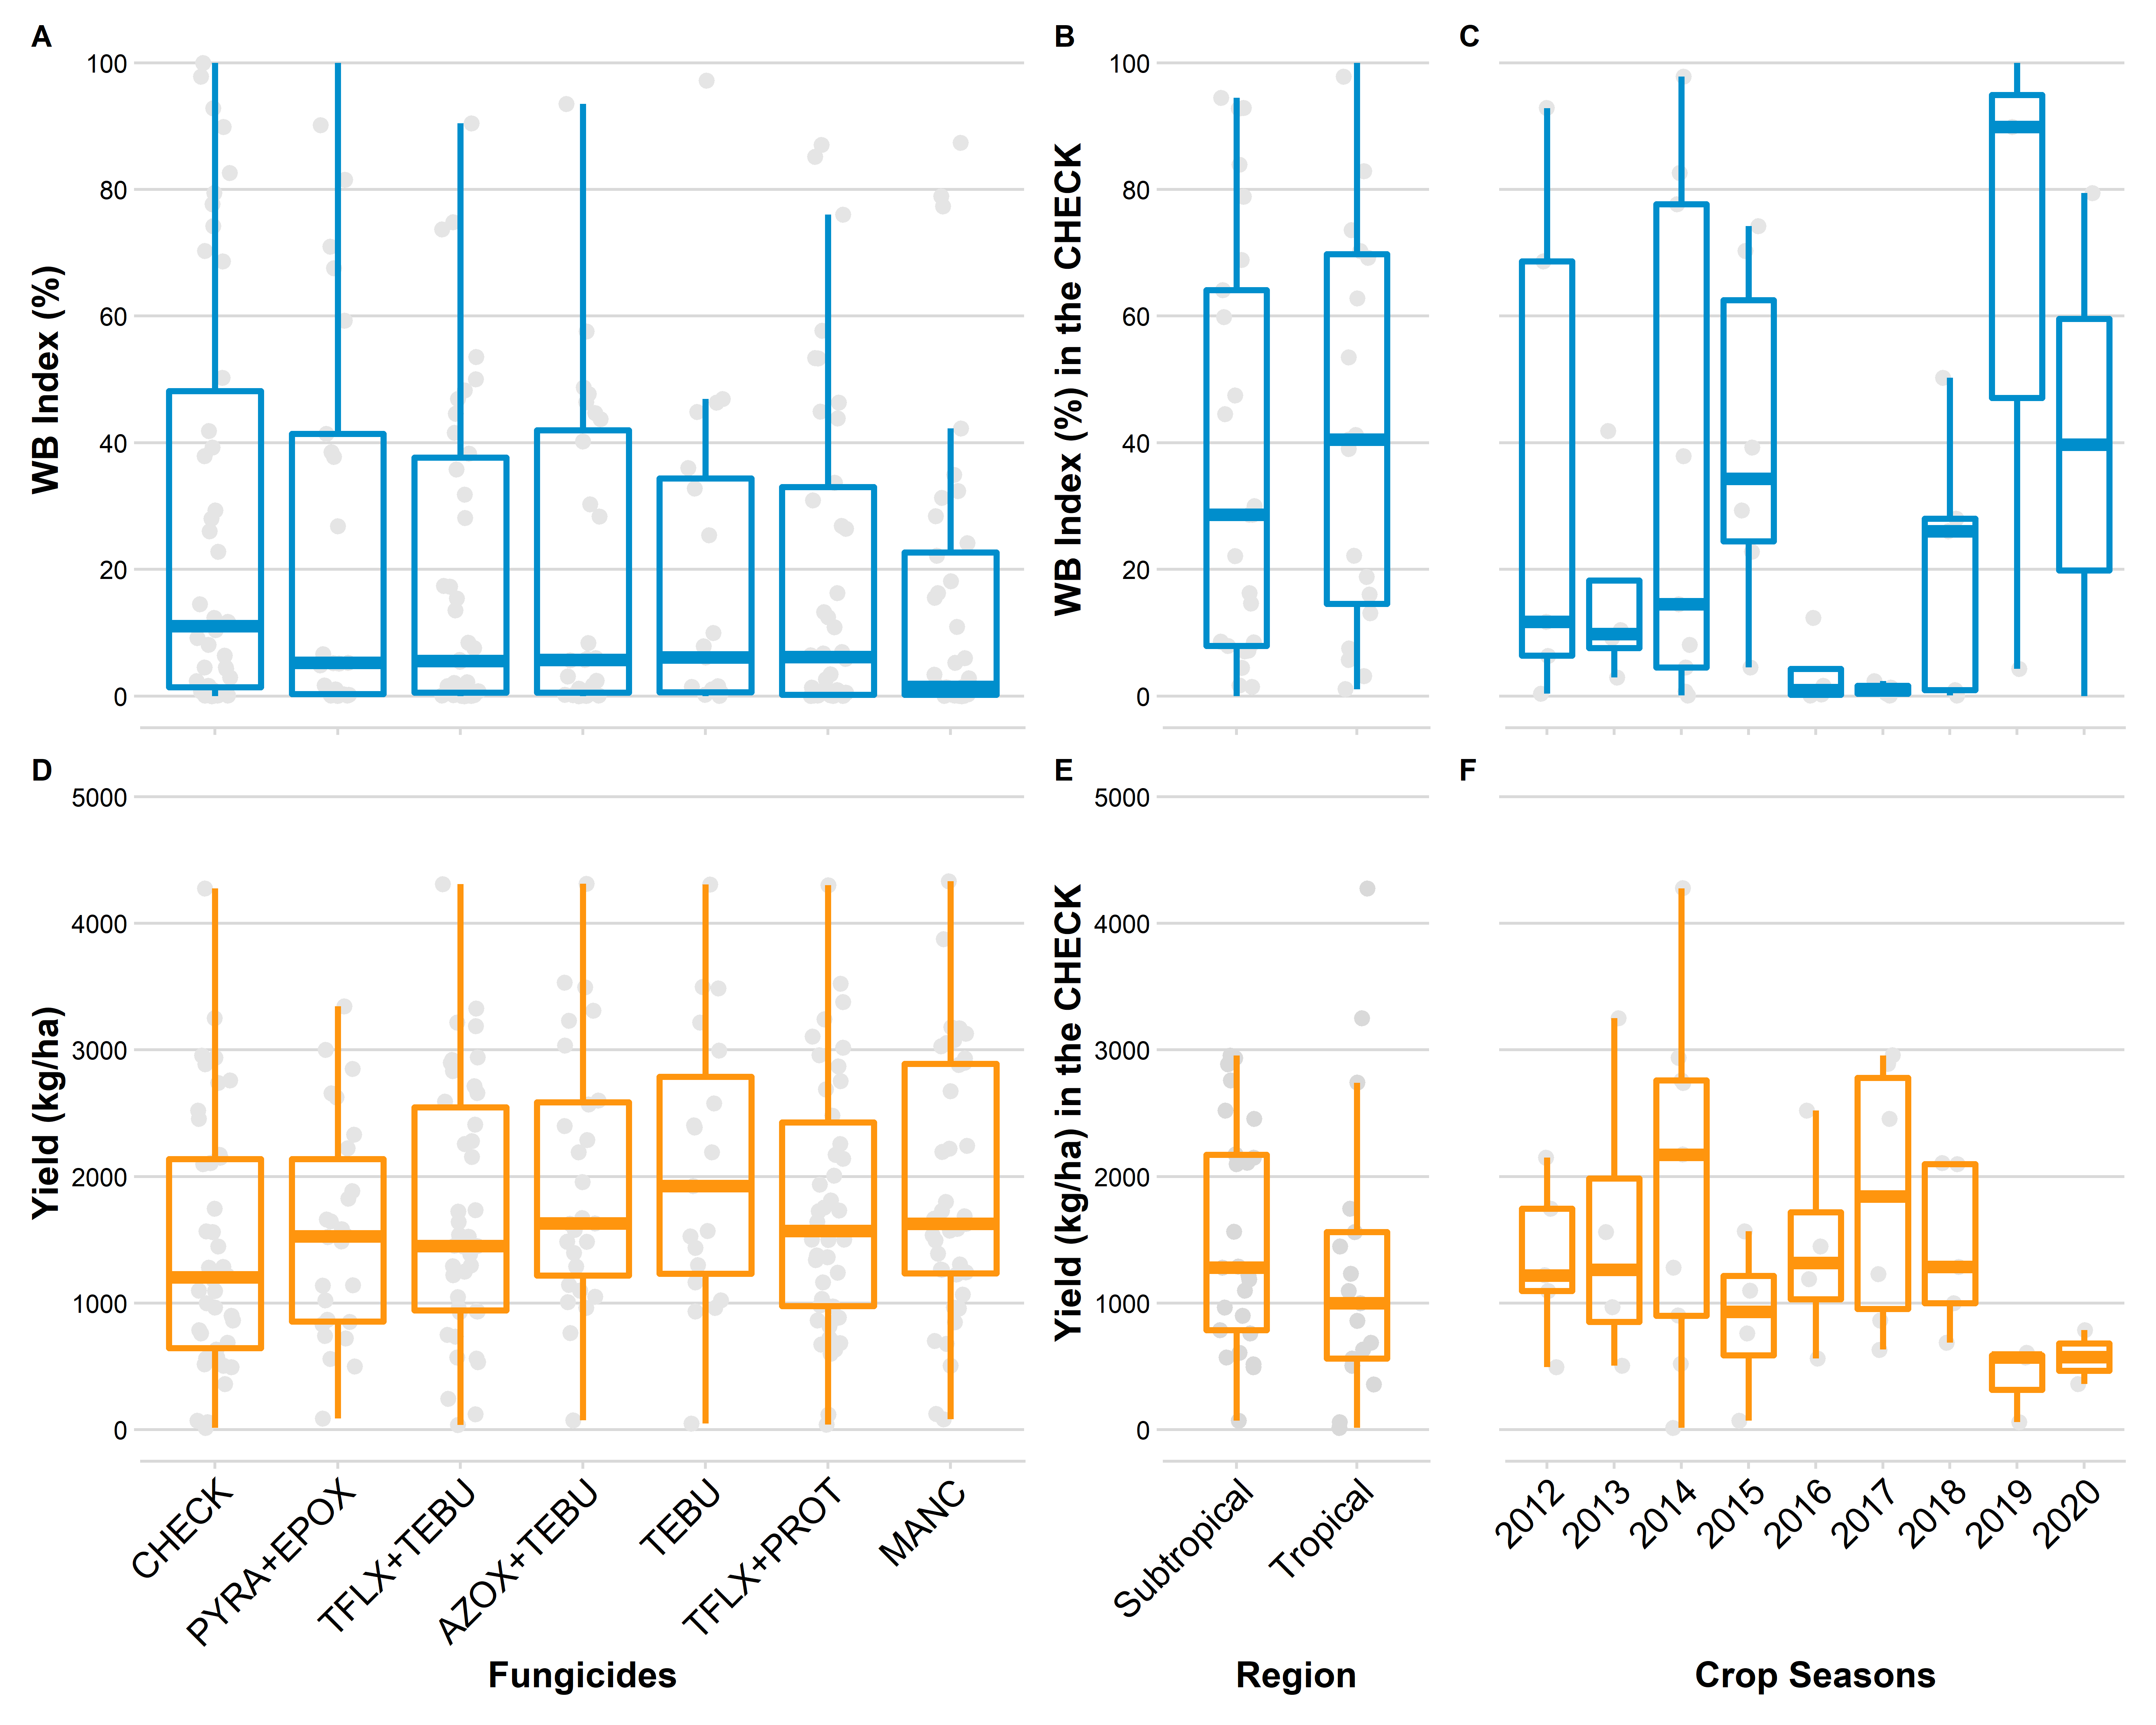 A
B
C
100
80
60
40
20
0
WB Index (%)
100
80
60
40
20
0
WB Index (%) in the CHECK
D
E
F
5000
4000
3000
2000
1000
0
Yield (kg/ha)
5000
4000
3000
2000
1000
0
Yield (kg/ha) in the CHECK
CHECK
PYRA+EPOX
TFLX+TEBU
AZOX+TEBU
TEBU
TFLX+PROT
MANC
Subtropical
Tropical
2012
2013
2014
2015
2016
2017
2018
2019
2020
Fungicides
Region
Crop Seasons